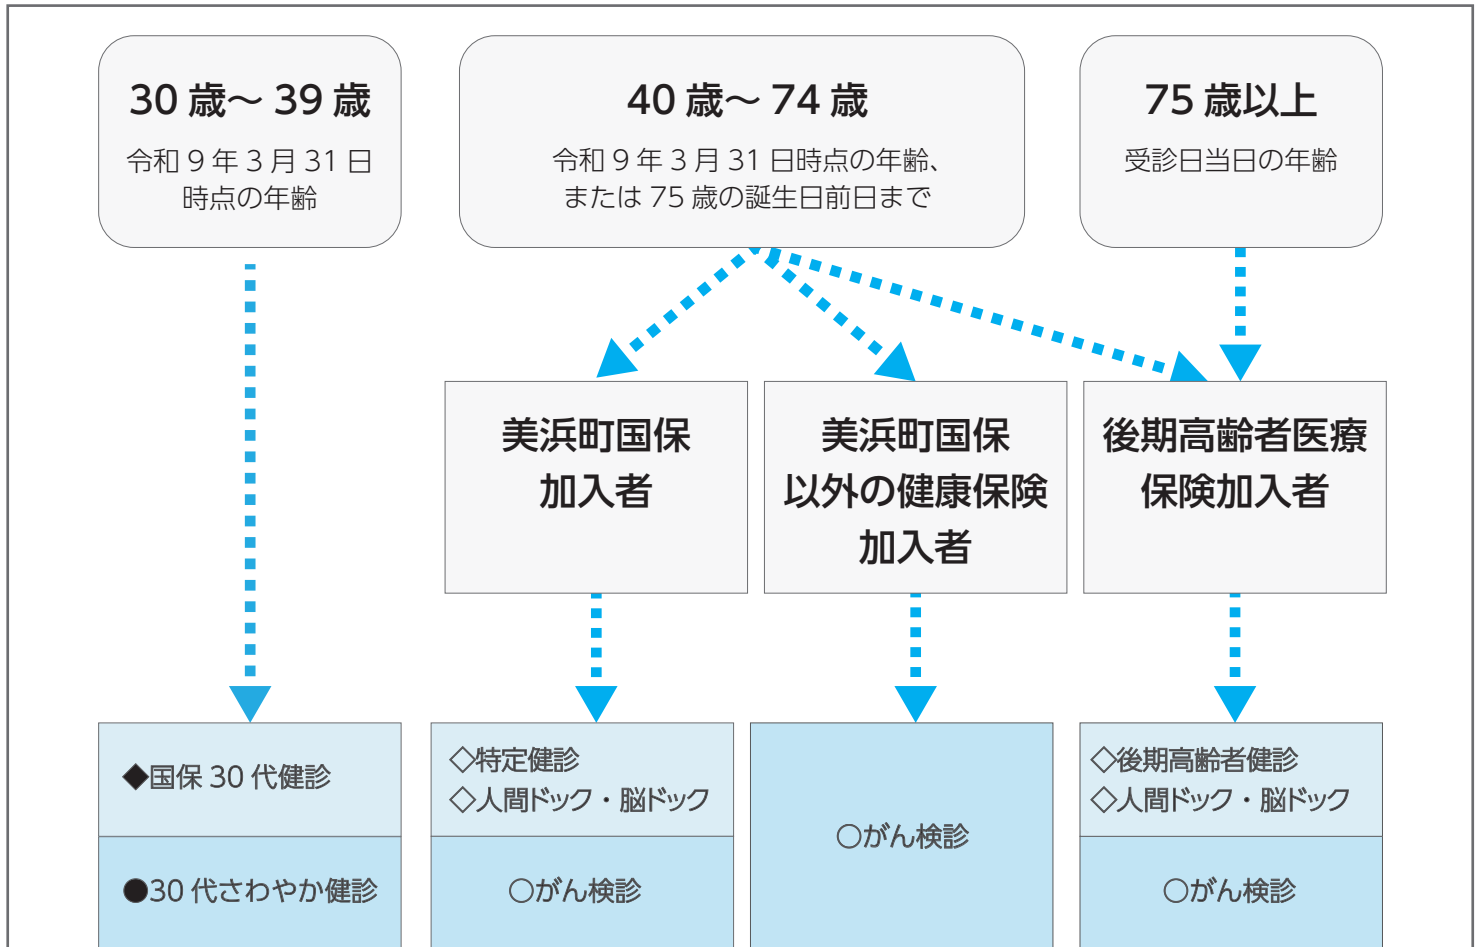 30 歳〜 39 歳
令和 9 年 3 月 31 日
時点の年齢
40 歳〜 74 歳
令和 9 年 3 月 31 日時点の年齢、
または 75 歳の誕生日前日まで
75 歳以上
受診日当日の年齢
美浜町国保
加入者
美浜町国保
以外の健康保険
加入者
後期高齢者医療
保険加入者
◆国保 30 代健診
●30 代さわやか健診
◇特定健診
◇人間ドック・脳ドック
○がん検診
○がん検診
◇後期高齢者健診
◇人間ドック・脳ドック
○がん検診